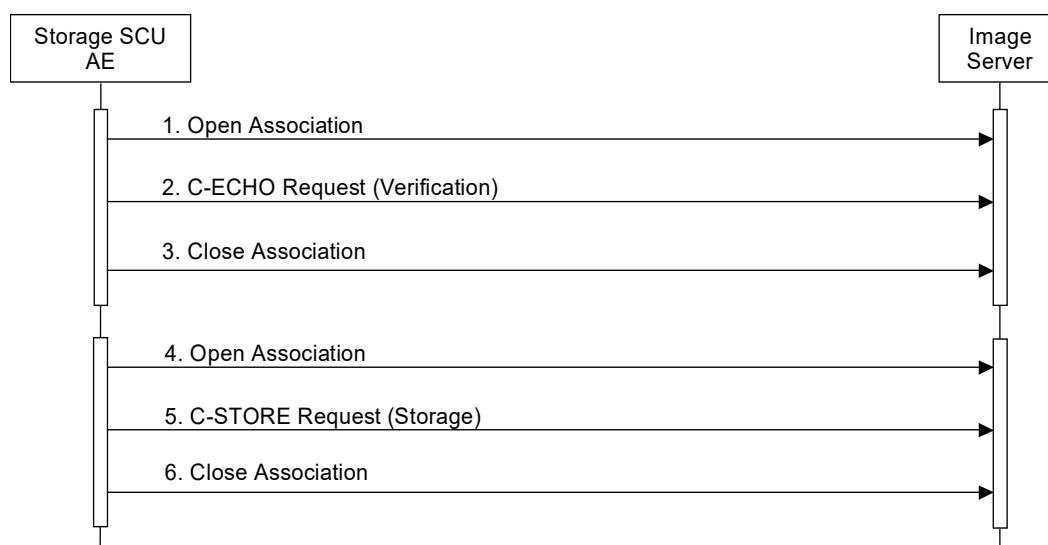 Storage SCU
AE
Image
Server
1. Open Association
2. C-ECHO Request (Verification)
3. Close Association
4. Open Association
5. C-STORE Request (Storage)
6. Close Association